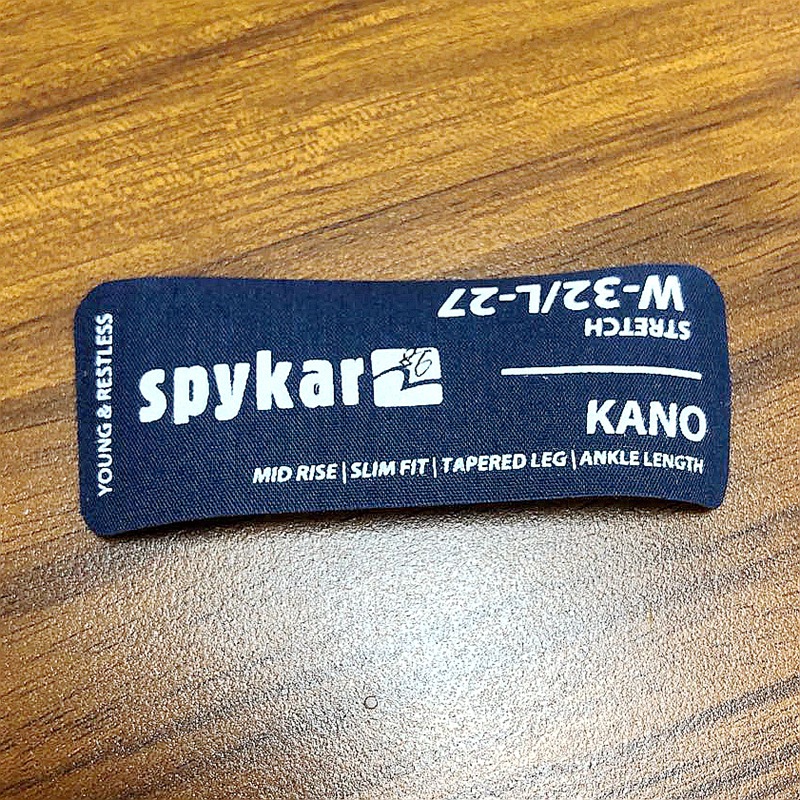 YOUNG & RESTLESS
spykar
W-32/L-27
STRETCH
KANO
MID RISE | SLIM FIT | TAPERED LEG | ANKLE LENGTH